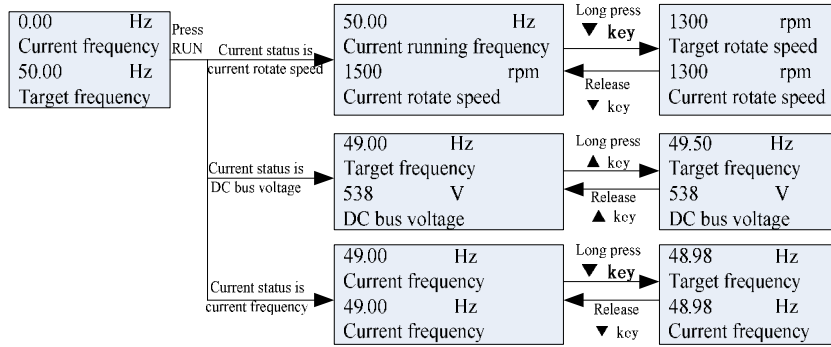 0.00 Hz
Current frequency
50.00 Hz
Target frequency
Press
RUN
Current status is
current rotate speed
50.00 Hz
Current running frequency
1500 rpm
Current rotate speed
Long press
▼ key
Release
▼ key
1300 rpm
Target rotate speed
1300 rpm
Current rotate speed
Current status is
DC bus voltage
49.00 Hz
Target frequency
538 V
DC bus voltage
Long press
▲ key
Release
▲ key
49.50 Hz
Target frequency
538 V
DC bus voltage
Current status is
current frequency
49.00 Hz
Current frequency
49.00 Hz
Current frequency
Long press
▼ key
Release
▼ key
48.98 Hz
Target frequency
48.98 Hz
Current frequency